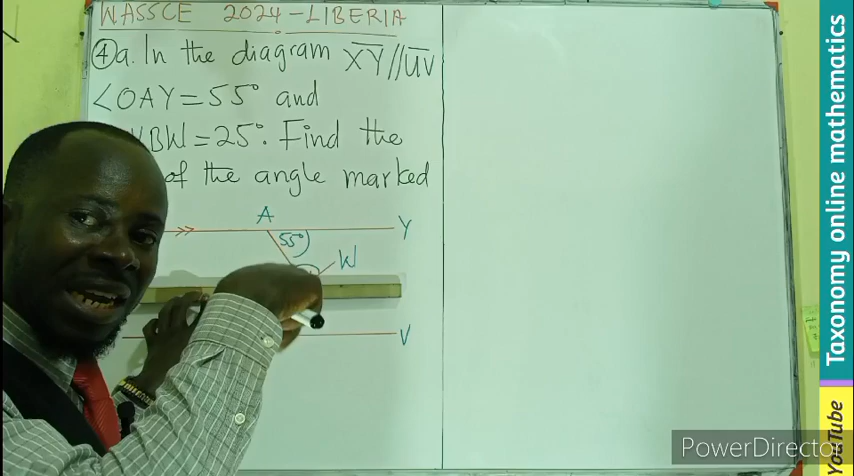 WASSCE 2024 - LIBERIA
④a. In the diagram XY//UV
∠OAY = 55° and
VBW = 25°. Find the
of the angle marked
A
Y
55°
W
V
Taxonomy online mathematics
YouTube
PowerDirector